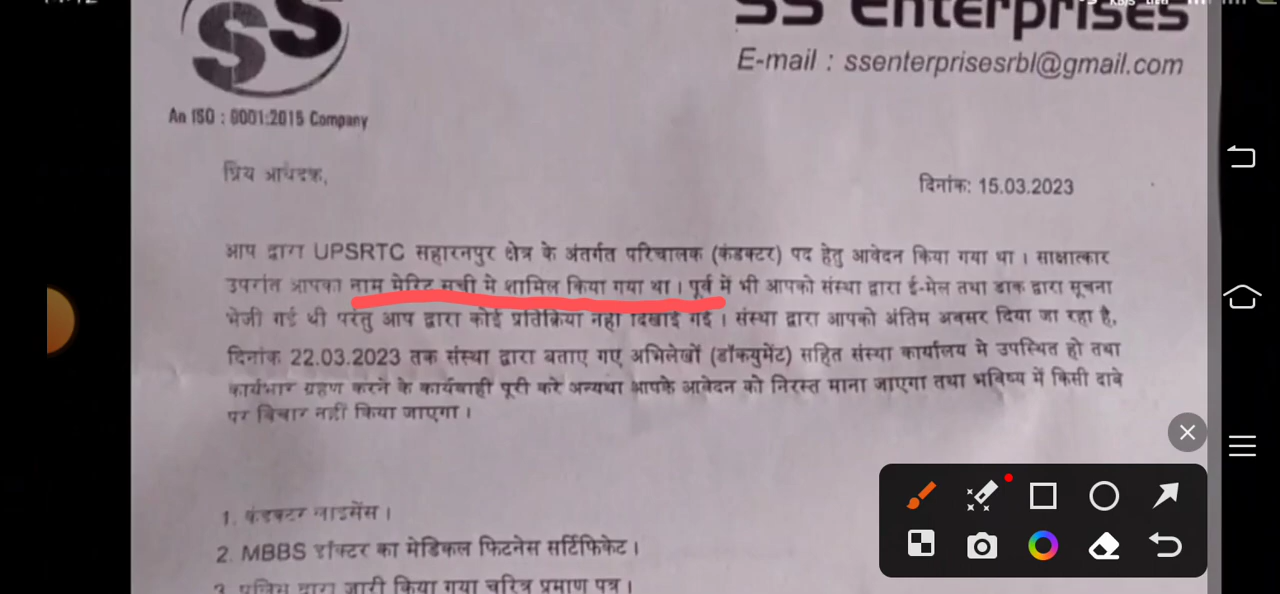 SS
SS Enterprises
E-mail : ssenterprisesrbl@gmail.com
An ISO : 9001:2015 Company
प्रिय आवेदक,
दिनांक: 15.03.2023
आप द्वारा UPSRTC सहारनपुर क्षेत्र के अंतर्गत परिचालक (कंडक्टर) पद हेतु आवेदन किया गया था । साक्षात्कार
उपरांत आपका नाम मेरिट सूची मे शामिल किया गया था । पूर्व में भी आपको संस्था द्वारा ई-मेल तथा डाक द्वारा सूचना
भेजी गई थी परंतु आप द्वारा कोई प्रतिक्रिया नहीं दिखाई गई । संस्था द्वारा आपको अंतिम अवसर दिया जा रहा है,
दिनांक 22.03.2023 तक संस्था द्वारा बताए गए अभिलेखों (डॉकयुमेंट) सहित संस्था कार्यालय मे उपस्थित हो तथा
कार्यभार ग्रहण करने के कार्यवाही पूरी करे अन्यथा आपके आवेदन को निरस्त माना जाएगा तथा भविष्य में किसी दावे
पर विचार नहीं किया जाएगा ।
1. कंडक्टर लाइसेंस ।
2. MBBS डॉक्टर का मेडिकल फिटनेस सर्टिफिकेट ।
3. पुलिस द्वारा जारी किया गया चरित्र प्रमाण पत्र ।